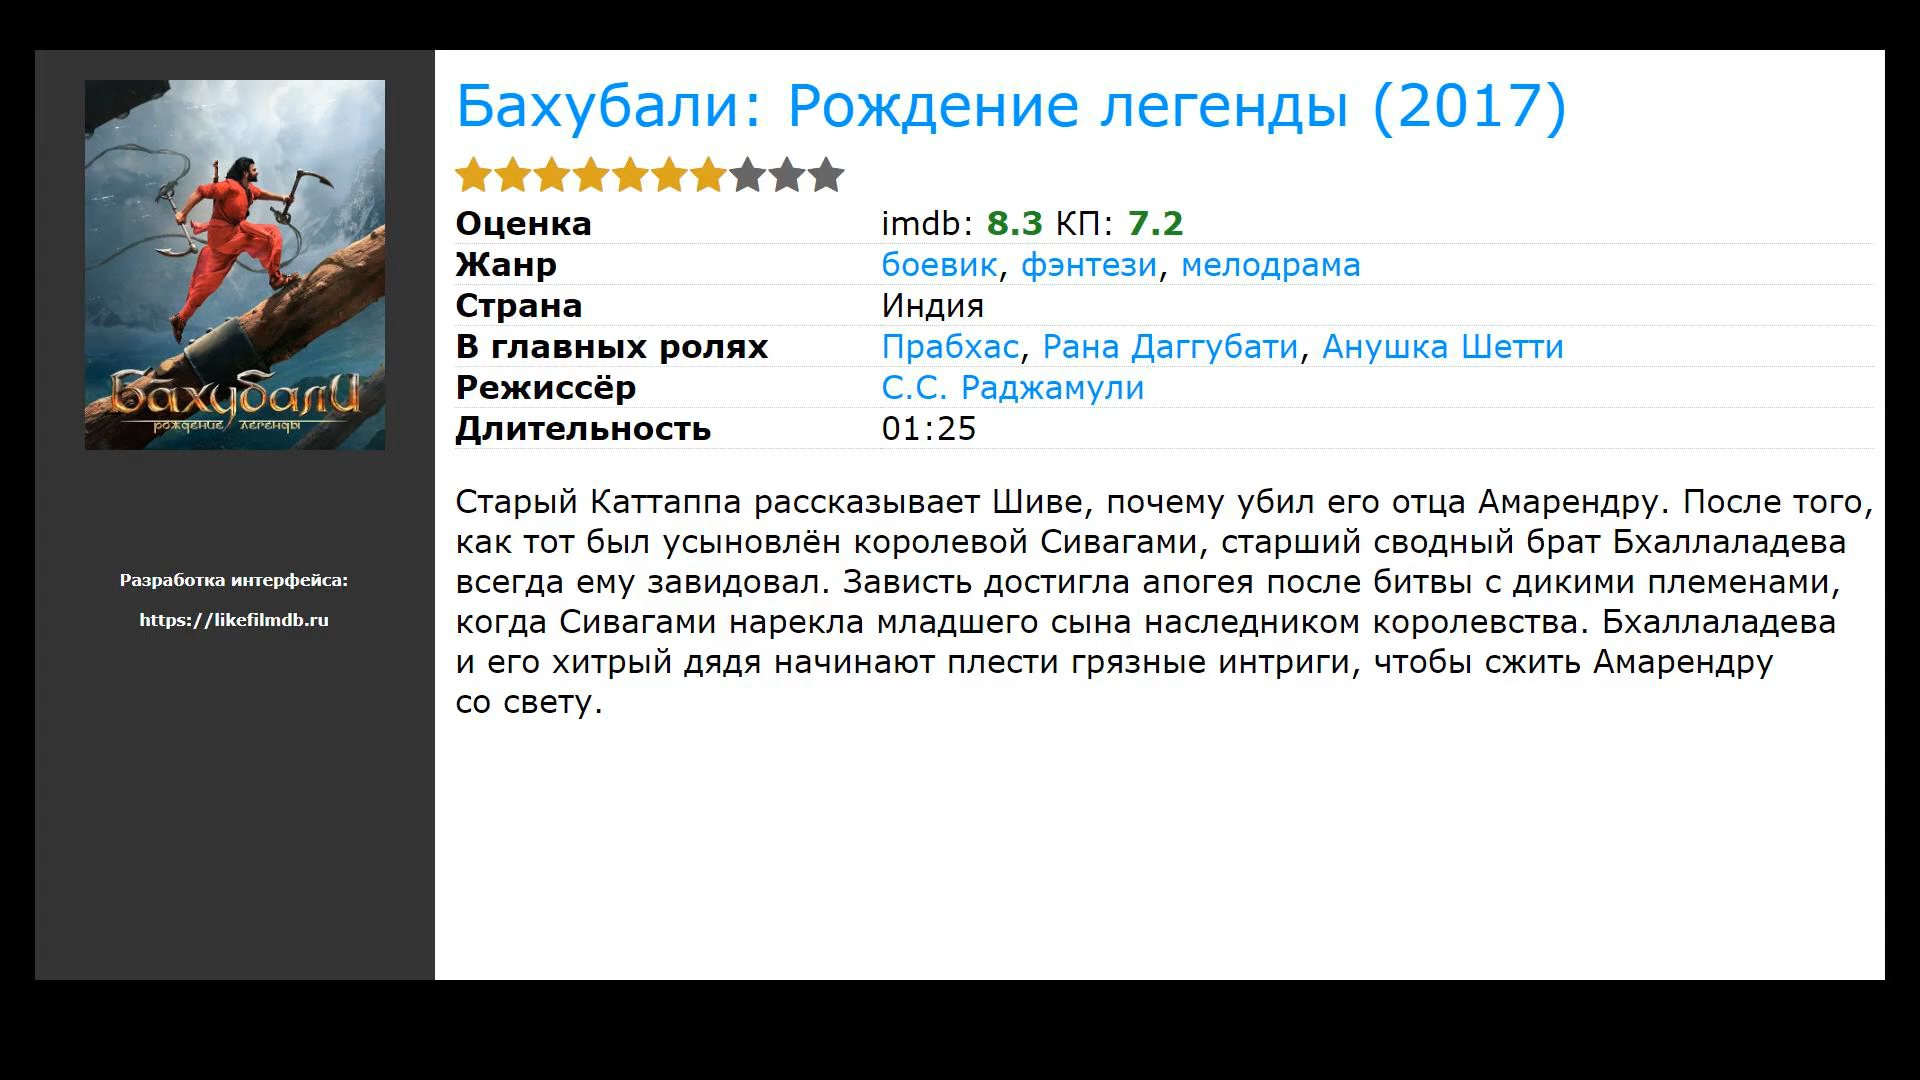 Бахубали: Рождение легенды (2017)
Оценка imdb: 8.3 КП: 7.2
Жанр боевик, фэнтези, мелодрама
Страна Индия
В главных ролях Прабхас, Рана Даггубати, Анушка Шетти
Режиссёр С.С. Раджамули
Длительность 01:25
Старый Каттаппа рассказывает Шиве, почему убил его отца Амарендру. После того,
как тот был усыновлён королевой Сивагами, старший сводный брат Бхаллаладева
всегда ему завидовал. Зависть достигла апогея после битвы с дикими племенами,
когда Сивагами нарекла младшего сына наследником королевства. Бхаллаладева
и его хитрый дядя начинают плести грязные интриги, чтобы сжить Амарендру
со свету.
Бахубали
рождение легенды
Разработка интерфейса:
https://likefilmdb.ru